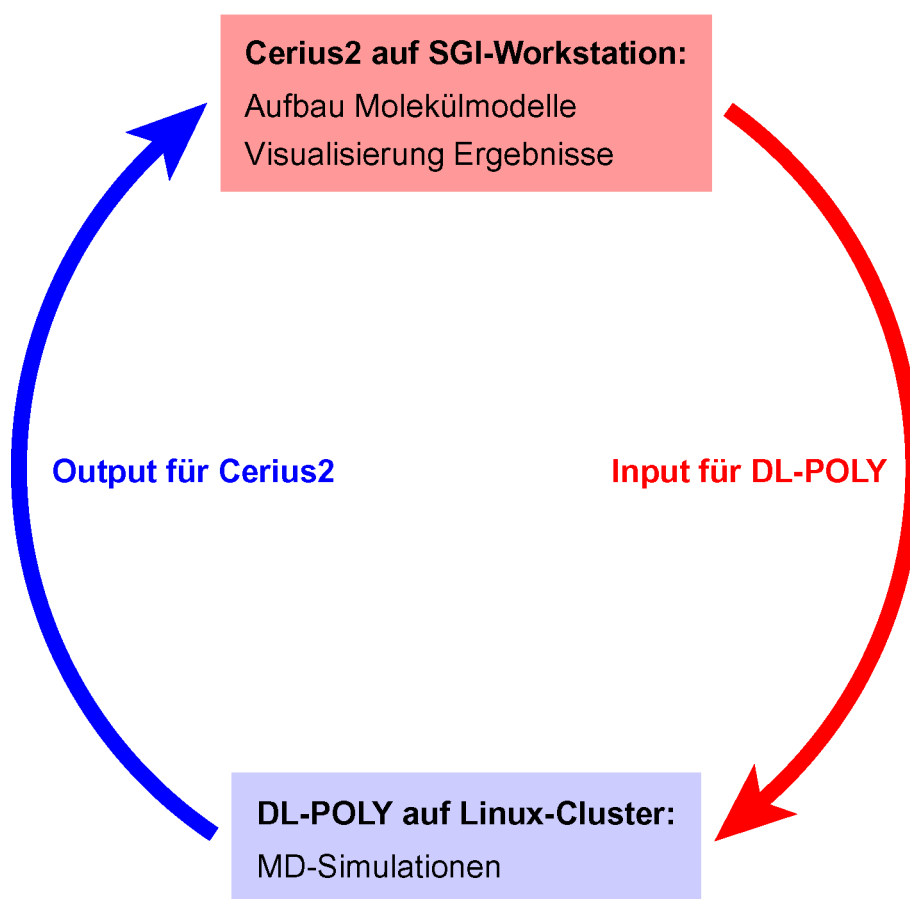 Cerius2 auf SGI-Workstation:
Aufbau Molekülmodelle
Visualisierung Ergebnisse
Output für Cerius2
Input für DL-POLY
DL-POLY auf Linux-Cluster:
MD-Simulationen